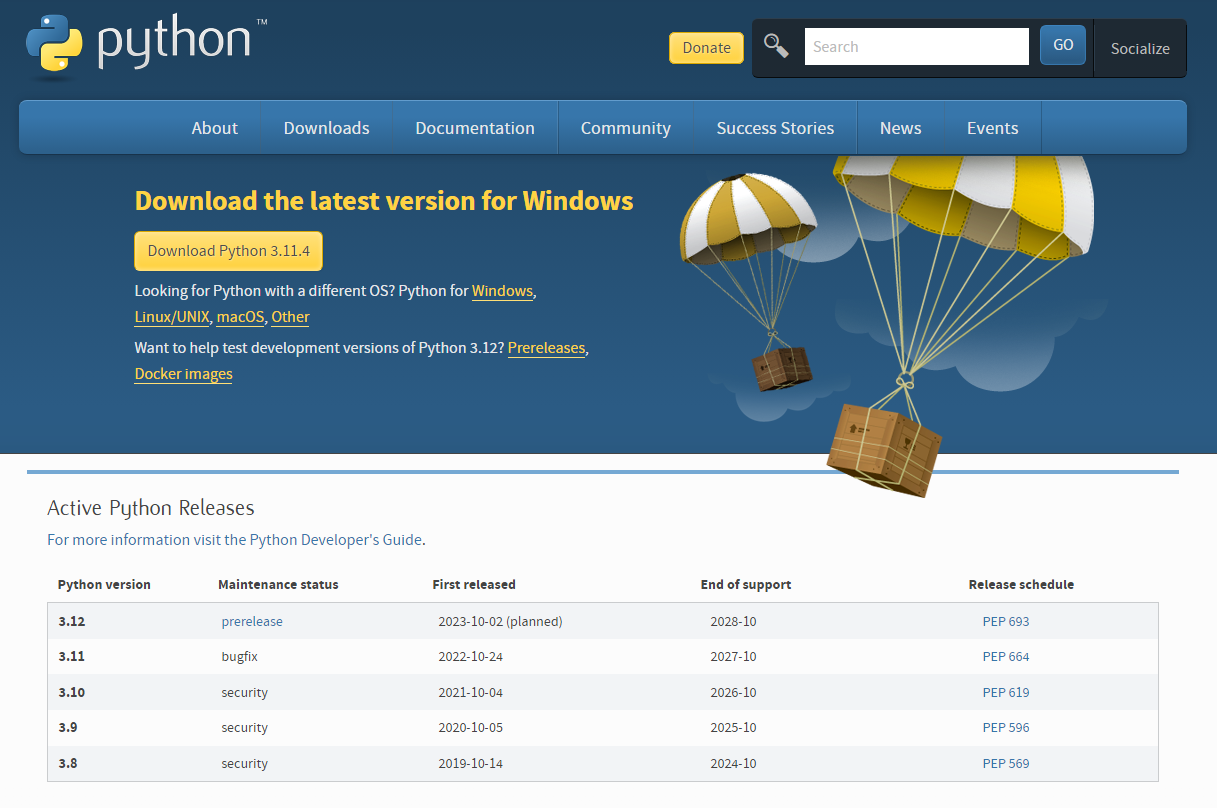 python™
Donate
Search
GO
Socialize
About Downloads Documentation Community Success Stories News Events
Download the latest version for Windows
Download Python 3.11.4
Looking for Python with a different OS? Python for Windows,
Linux/UNIX, macOS, Other
Want to help test development versions of Python 3.12? Prereleases,
Docker images
Active Python Releases
For more information visit the Python Developer's Guide.
Python version Maintenance status First released End of support Release schedule
3.12 prerelease 2023-10-02 (planned) 2028-10 PEP 693
3.11 bugfix 2022-10-24 2027-10 PEP 664
3.10 security 2021-10-04 2026-10 PEP 619
3.9 security 2020-10-05 2025-10 PEP 596
3.8 security 2019-10-14 2024-10 PEP 569